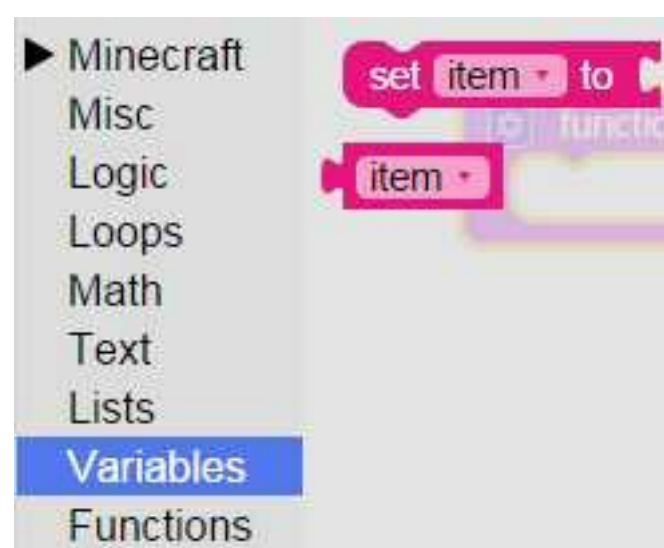 Minecraft
Misc
Logic
Loops
Math
Text
Lists
Variables
Functions
set item to
item